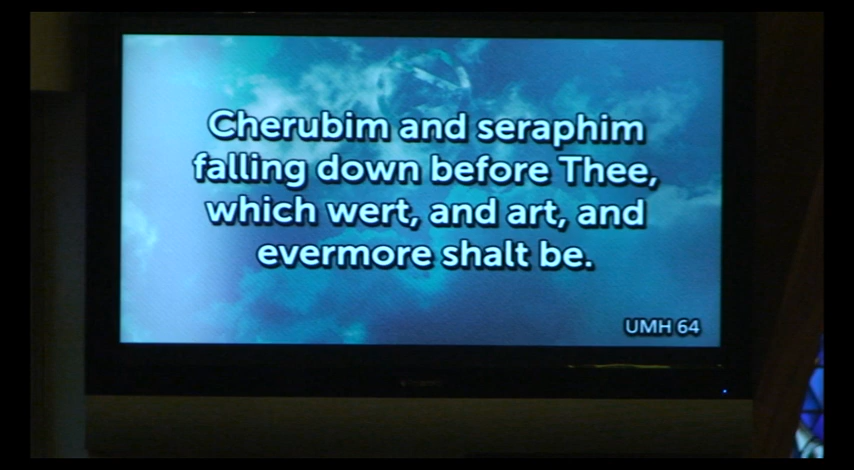 Cherubim and seraphim
falling down before Thee,
which wert, and art, and
evermore shalt be.
UMH 64